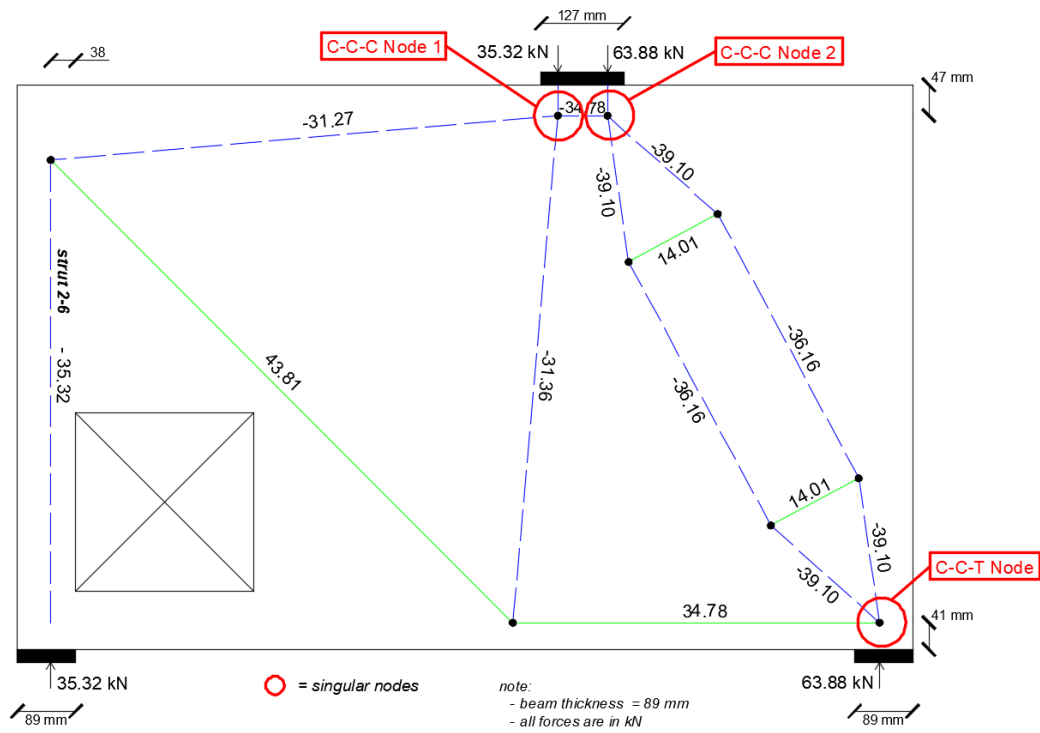 127 mm
C-C-C Node 1
35.32 kN
63.88 kN
C-C-C Node 2
38
47 mm
-34.78
-31.27
-39.10
-39.10
14.01
strut 2-6
- 35.32
43.81
-31.36
-36.16
-36.16
14.01
-39.10
-39.10
C-C-T Node
34.78
41 mm
35.32 kN
= singular nodes
note:
- beam thickness = 89 mm
- all forces are in kN
63.88 kN
89 mm
89 mm